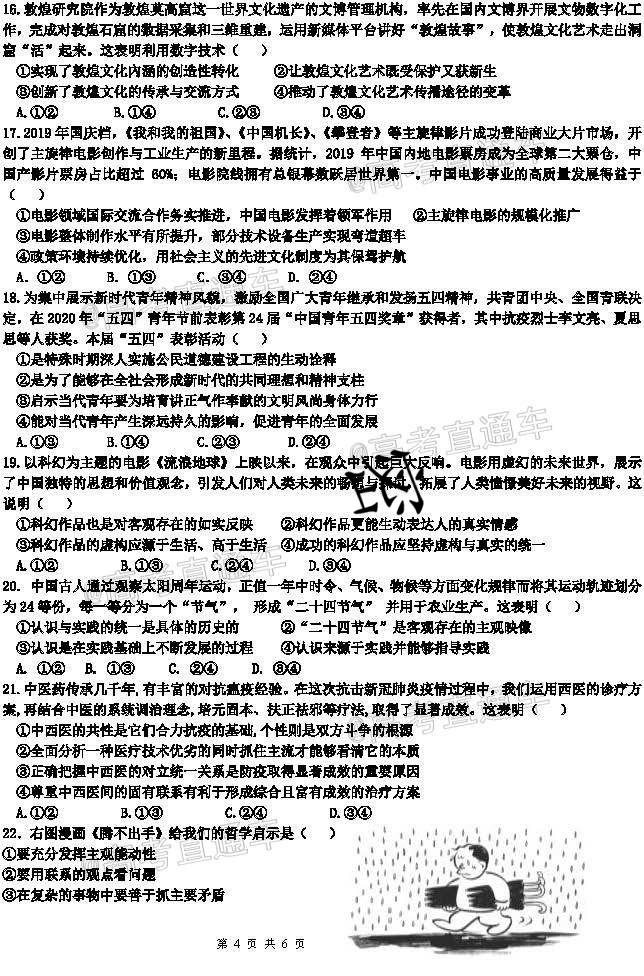 16.敦煌研究院作为敦煌莫高窟这一世界文化遗产的文博管理机构，率先在国内文博界开展文物数字化工
作，完成对敦煌石窟的数据采集和三维重建，运用新媒体平台讲好“敦煌故事”，使敦煌文化艺术走出洞
窟“活”起来。这表明利用数字技术（　　）
①实现了敦煌文化内涵的创造性转化　　②让敦煌文化艺术既受保护又获新生
③创新了敦煌文化的传承与交流方式　　④推动了敦煌文化艺术传播途径的变革
A.①②　　B.①④　　C.②③　　D.③④
17.2019年国庆档，《我和我的祖国》、《中国机长》、《攀登者》等主旋律影片成功登陆商业大片市场，开
创了主旋律电影创作与工业生产的新里程。据统计，2019年中国内地电影票房成为全球第二大票仓，中
国产影片票房占比超过 60%；电影院线拥有总银幕数跃居世界第一。中国电影事业的高质量发展得益于
（　　）
①电影领域国际交流合作务实推进，中国电影发挥着领军作用　　②主旋律电影的规模化推广
③电影整体制作水平有所提升，部分技术设备生产实现弯道超车
④政策环境持续优化，用社会主义的先进文化制度为其保驾护航
A．①②　　B．①③　　C．③④　　D．②④
18.为集中展示新时代青年精神风貌，激励全国广大青年继承和发扬五四精神，共青团中央、全国青联决
定，在2020年“五四”青年节前表彰第24届“中国青年五四奖章”获得者，其中抗疫烈士李文亮、夏思
思等人获奖。本届“五四”表彰活动（　　）
①是特殊时期深入实施公民道德建设工程的生动诠释
②是为了能够在全社会形成新时代的共同理想和精神支柱
③启示当代青年要为培育讲正气作奉献的文明风尚身体力行
④能对当代青年产生深远持久的影响，促进青年的全面发展
A.①③　　B.①④　　C.②③　　D.②④
19.以科幻为主题的电影《流浪地球》上映以来，在观众中引起巨大反响。电影用虚幻的未来世界，展示
了中国独特的思想和价值观念，引发人们对人类未来的，拓展了人类憧憬美好未来的视野。这
说明（　　）
①科幻作品也是对客观存在的如实反映　　②科幻作品更能生动表达人的真实情感
③科幻作品的虚构应源于生活、高于生活　　④成功的科幻作品应坚持虚构与真实的统一
A.①②　　B.①④　　C.②③　　D.③④
20．中国古人通过观察太阳周年运动，正值一年中时令、气候、物候等方面变化规律而将其运动轨迹划分
为24等份，每一等分为一个“节气”，形成“二十四节气”并用于农业生产。这表明（　　）
①认识与实践的统一是具体的历史的　　②“二十四节气”是客观存在的主观映像
③认识是在实践基础上不断发展的过程　　④认识来源于实践并能够指导实践
A．①②　　B．①③　　C．②④　　D．③④
21.中医药传承几千年,有丰富的对抗瘟疫经验。在这次抗击新冠肺炎疫情过程中，我们运用西医的诊疗方
案,再结合中医的系统调治理念,培元固本、扶正祛邪等疗法,取得了显著成效。这表明（　　）
①中西医的共性是它们合力抗疫的基础,个性则是双方斗争的根源
②全面分析一种医疗技术优劣的同时抓住主流才能够看清它的本质
③正确把握中西医的对立统一关系是防疫取得显著成效的重要原因
④尊重中西医间的固有联系有利于形成综合且富有成效的治疗方案
A.①②　　B.①③　　C.②④　　D.③④
22．右图漫画《腾不出手》给我们的哲学启示是（　　）
①要充分发挥主观能动性
②要用联系的观点看问题
③在复杂的事物中要善于抓主要矛盾
第 4 页 共 6 页
@高考直通车